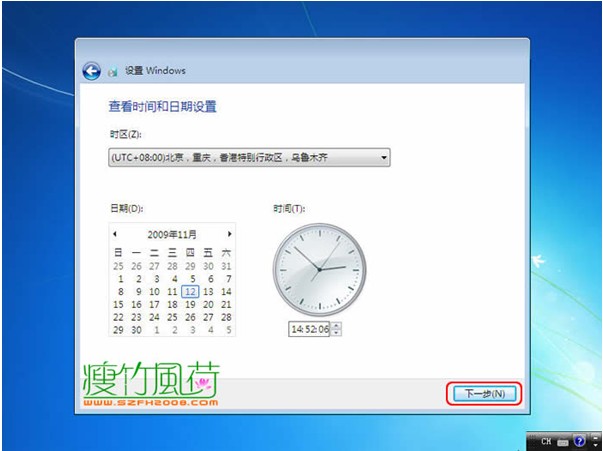 设置 Windows
查看时间和日期设置
时区(Z):
(UTC+08:00)北京，重庆，香港特别行政区，乌鲁木齐
日期(D):
时间(T):
2009年11月
日 一 二 三 四 五 六
25 26 27 28 29 30 31
1 2 3 4 5 6 7
8 9 10 11 12 13 14
15 16 17 18 19 20 21
22 23 24 25 26 27 28
29 30 1 2 3 4 5
14:52:06
瘦竹風荷
www.SZFH2008.com
下一步(N)
CH